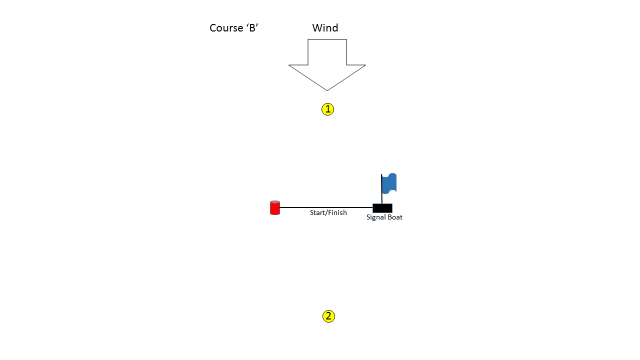 Course ‘B’
Wind
1
Start/Finish
Signal Boat
2